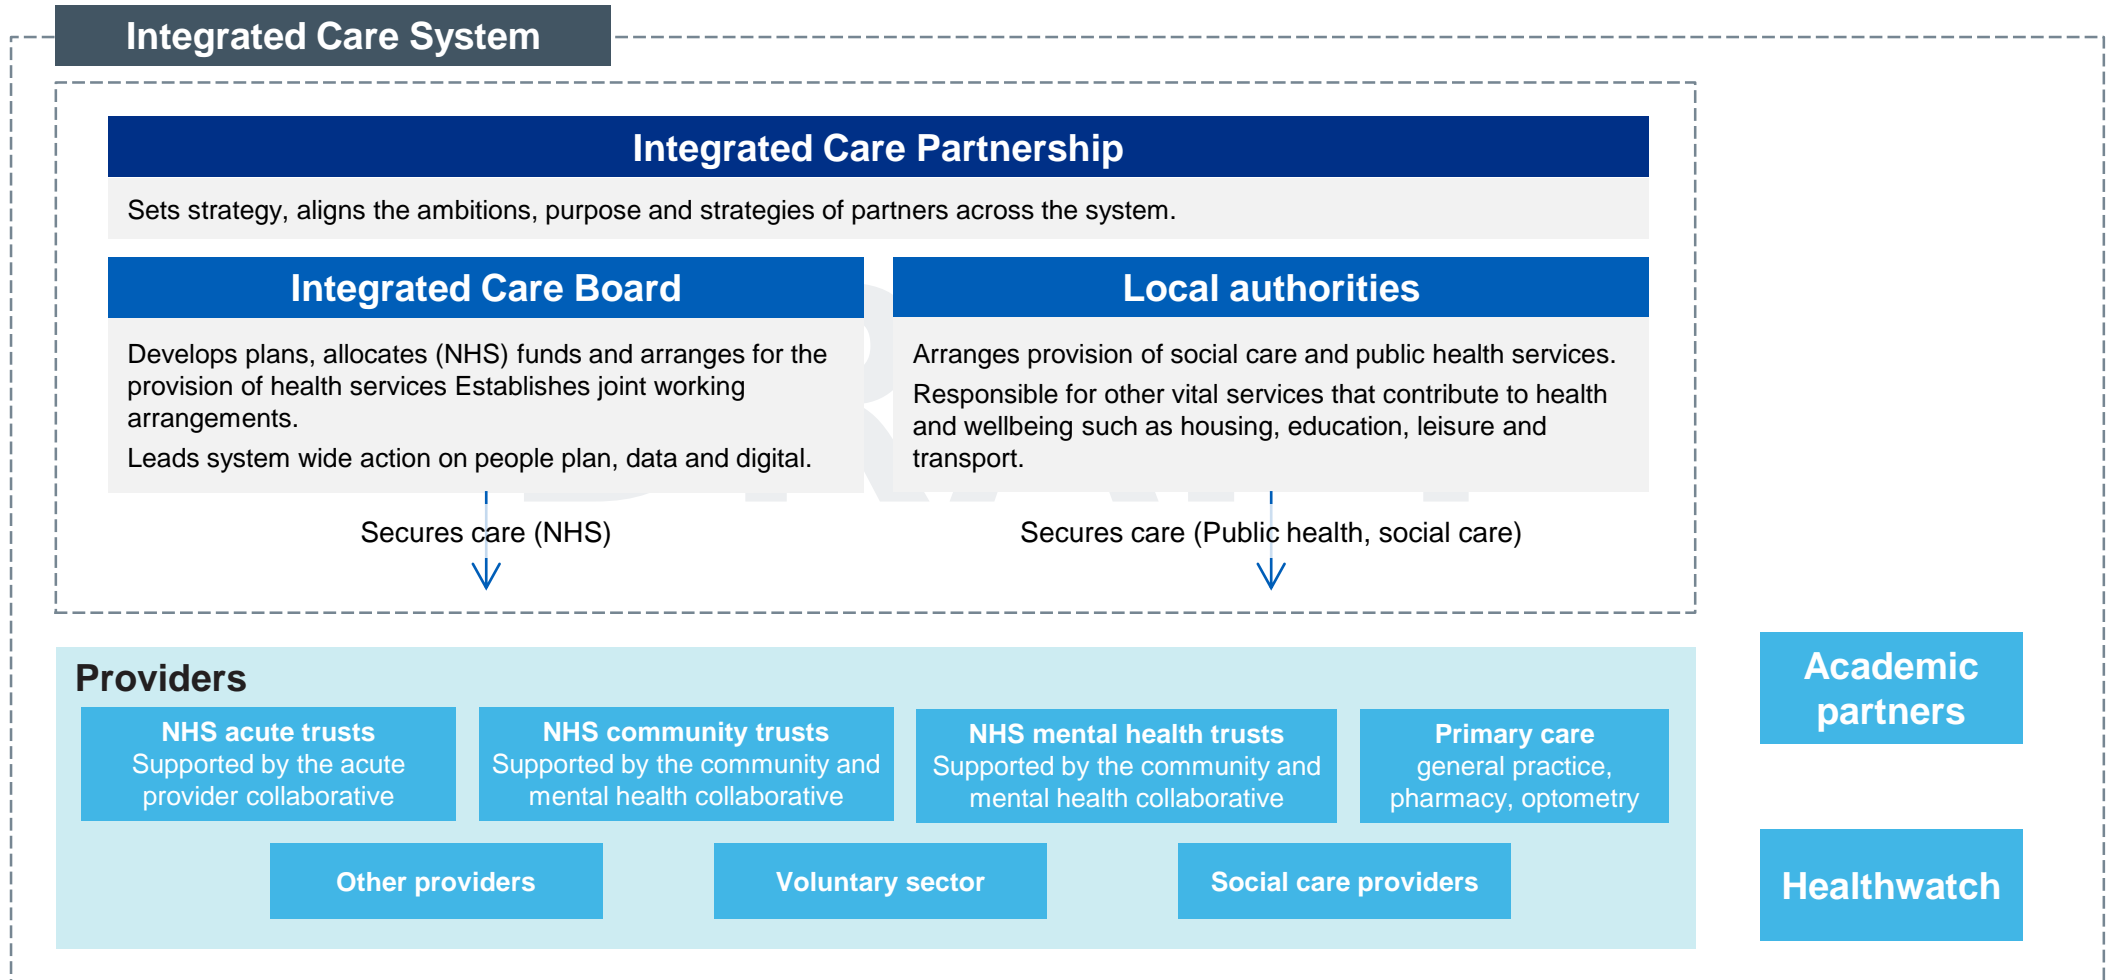 Integrated Care System
Integrated Care Partnership
Sets strategy, aligns the ambitions, purpose and strategies of partners across the system.
Integrated Care Board
Develops plans, allocates (NHS) funds and arranges for the
provision of health services Establishes joint working
arrangements.
Leads system wide action on people plan, data and digital.
Secures care (NHS)
Local authorities
Arranges provision of social care and public health services.
Responsible for other vital services that contribute to health
and wellbeing such as housing, education, leisure and
transport.
Secures care (Public health, social care)
Providers
NHS acute trusts
Supported by the acute
provider collaborative
NHS community trusts
Supported by the community and
mental health collaborative
NHS mental health trusts
Supported by the community and
mental health collaborative
Primary care
general practice,
pharmacy, optometry
Other providers
Voluntary sector
Social care providers
Academic
partners
Healthwatch